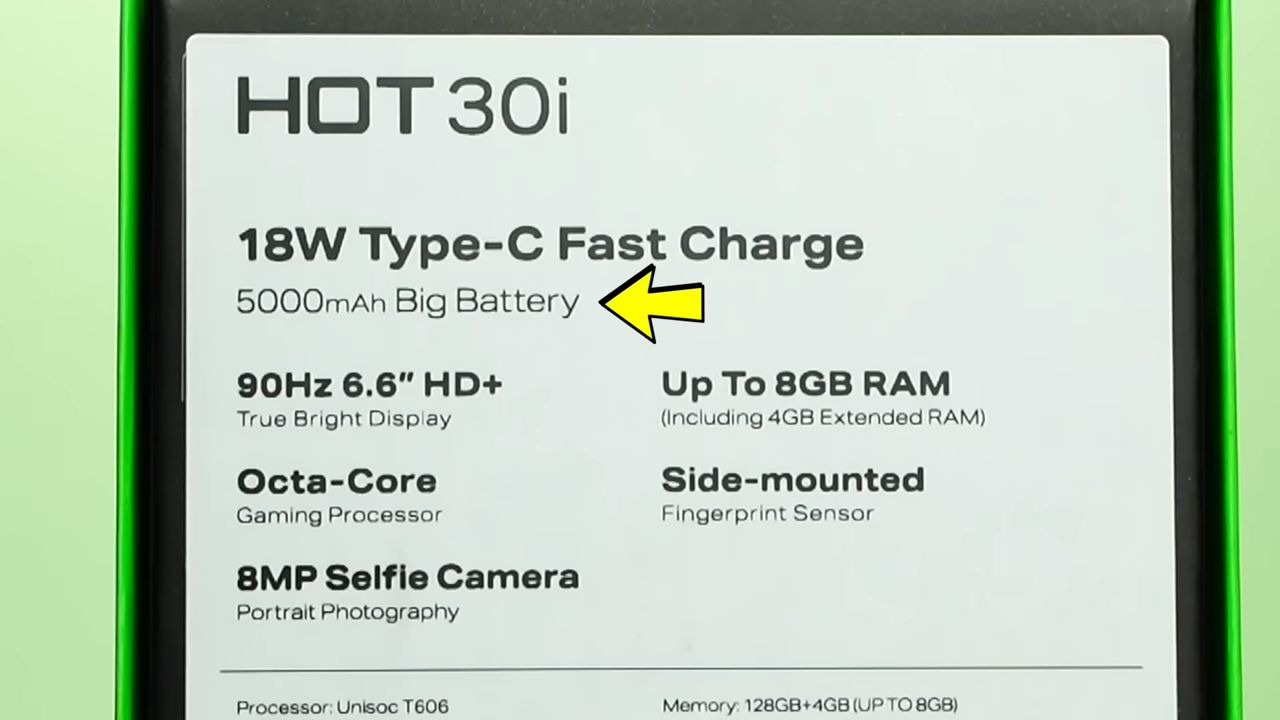 HOT 30i
18W Type-C Fast Charge
5000mAh Big Battery
90Hz 6.6″ HD+
True Bright Display
Up To 8GB RAM
(Including 4GB Extended RAM)
Octa-Core
Gaming Processor
Side-mounted
Fingerprint Sensor
8MP Selfie Camera
Portrait Photography
Processor: Unisoc T606
Memory: 128GB+4GB (UP TO 8GB)